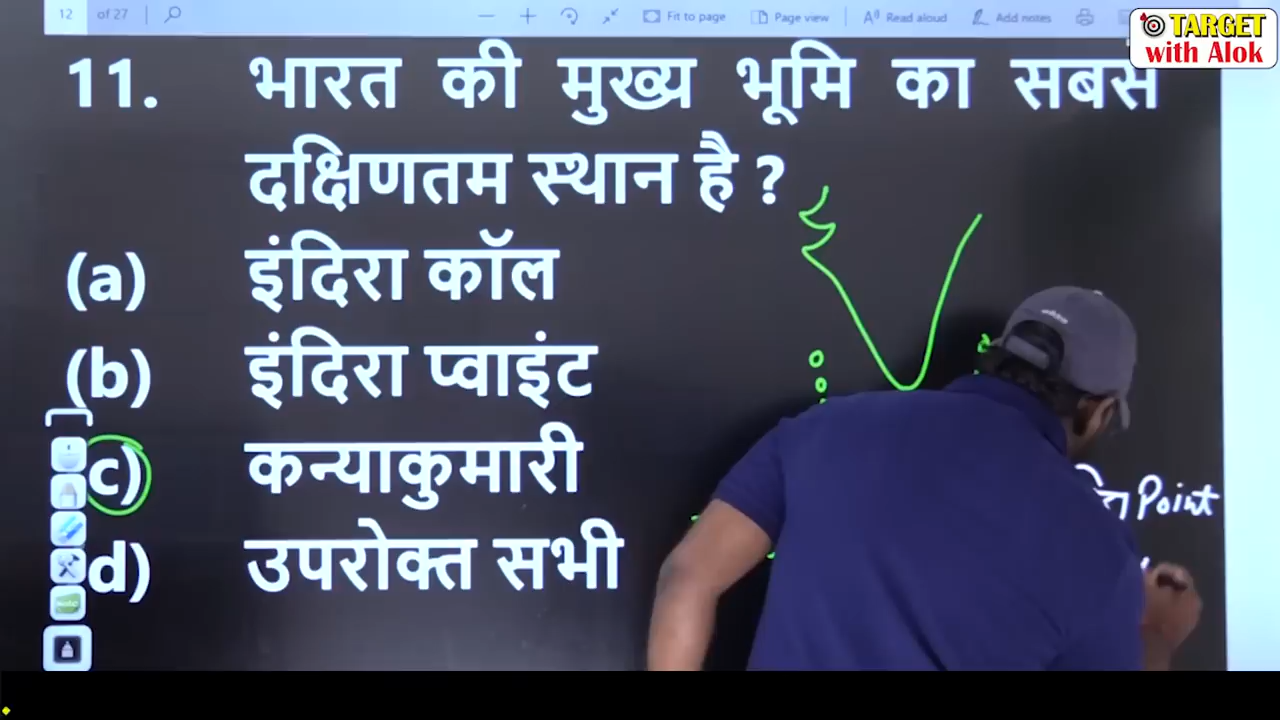 12 of 27 Fit to page Page view Read aloud Add notes
TARGET
with Alok
11. भारत की मुख्य भूमि का सबसे
दक्षिणतम स्थान है ?
(a) इंदिरा कॉल
(b) इंदिरा प्वाइंट
c) कन्याकुमारी
d) उपरोक्त सभी
Point